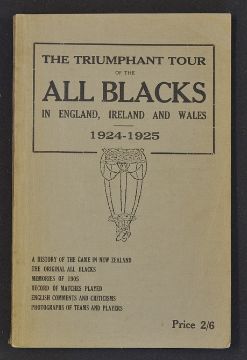 THE TRIUMPHANT TOUR
OF THE
ALL BLACKS
IN ENGLAND, IRELAND AND WALES
1924-1925
A HISTORY OF THE GAME IN NEW ZEALAND
THE ORIGINAL ALL BLACKS
MEMORIES OF 1905
RECORD OF MATCHES PLAYED
ENGLISH COMMENTS AND CRITICISMS
PHOTOGRAPHS OF TEAMS AND PLAYERS
Price 2/6